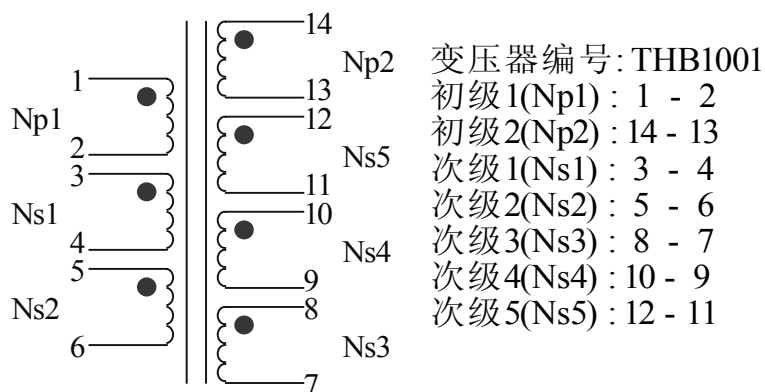 14
Np2
1
13
Np1
12
2
Ns5
3
11
Ns1
10
4
Ns4
5
9
Ns2
8
6
Ns3
7
变压器编号: THB1001
初级1(Np1) : 1 - 2
初级2(Np2) : 14 - 13
次级1(Ns1) : 3 - 4
次级2(Ns2) : 5 - 6
次级3(Ns3) : 8 - 7
次级4(Ns4) : 10 - 9
次级5(Ns5) : 12 - 11